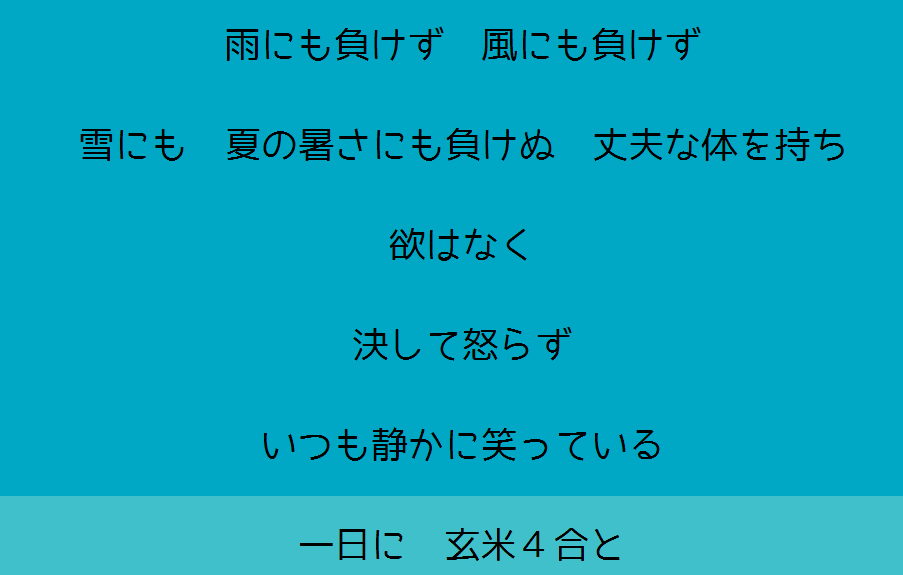 雨にも負けず　風にも負けず
雪にも　夏の暑さにも負けぬ　丈夫な体を持ち
欲はなく
決して怒らず
いつも静かに笑っている
一日に　玄米４合と